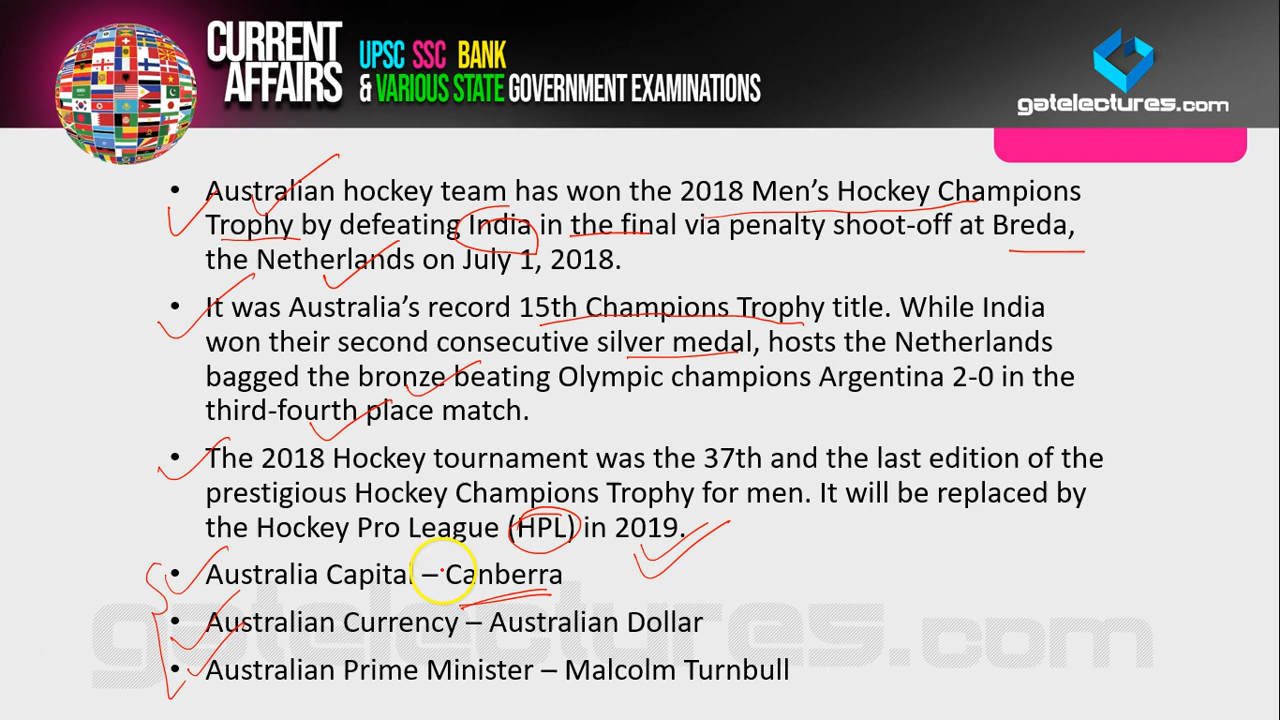 CURRENT
AFFAIRS
UPSC SSC BANK
& VARIOUS STATE GOVERNMENT EXAMINATIONS
gatelectures.com
• Australian hockey team has won the 2018 Men’s Hockey Champions
Trophy by defeating India in the final via penalty shoot-off at Breda,
the Netherlands on July 1, 2018.
• It was Australia’s record 15th Champions Trophy title. While India
won their second consecutive silver medal, hosts the Netherlands
bagged the bronze beating Olympic champions Argentina 2-0 in the
third-fourth place match.
• The 2018 Hockey tournament was the 37th and the last edition of the
prestigious Hockey Champions Trophy for men. It will be replaced by
the Hockey Pro League (HPL) in 2019.
• Australia Capital – Canberra
• Australian Currency – Australian Dollar
• Australian Prime Minister – Malcolm Turnbull
gatelectures.com